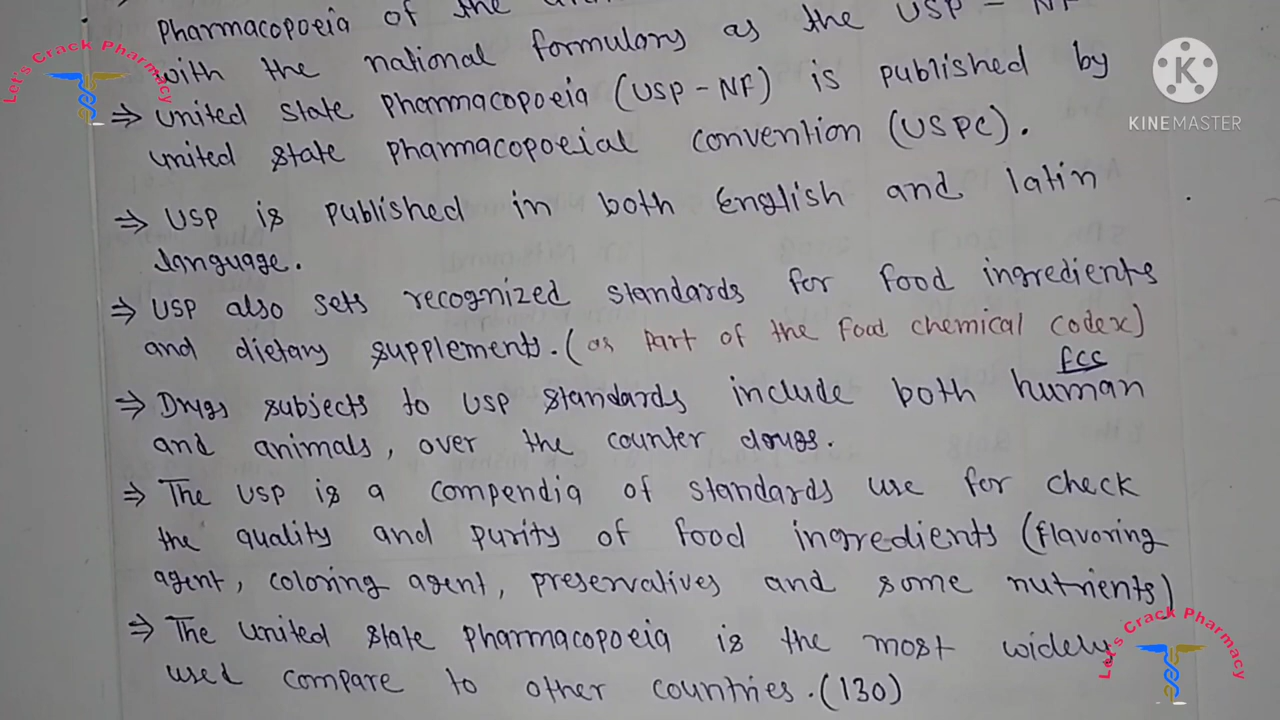 Pharmacopoeia of the
with the national formulary as the USP - NF
⇒ United state pharmacopoeia (USP-NF) is published by
United state pharmacopoeial convention (USPC).
⇒ USP is published in both English and latin
language.
⇒ USP also sets recognized standards for food ingredients
and dietary supplements. (as part of the Food chemical codex)
FCC
⇒ Drugs subjects to USP standards include both human
and animals, over the counter drugs.
⇒ The USP is a compendia of standards use for check
the quality and purity of food ingredients (flavoring
agent, coloring agent, preservatives and some nutrients)
⇒ The United state pharmacopoeia is the most widely
used compare to other countries. (130)
Let's Crack Pharmacy
K
KINEMASTER
Let's Crack Pharmacy